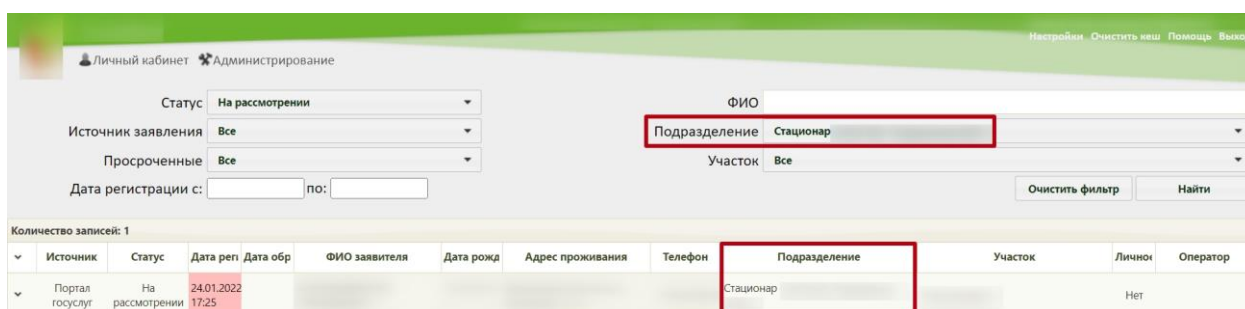 Настройки Очистить кеш Помощь Выхо
Личный кабинет Администрирование
Статус На рассмотрении ФИО
Источник заявления Все Подразделение Стационар
Просроченные Все Участок Все
Дата регистрации с: по: Очистить фильтр Найти
Количество записей: 1
Источник Статус Дата реги Дата обр ФИО заявителя Дата рожд Адрес проживания Телефон Подразделение Участок Личное Оператор
Портал На 24.01.2022 Стационар
госуслуг рассмотрении 17:25 Нет